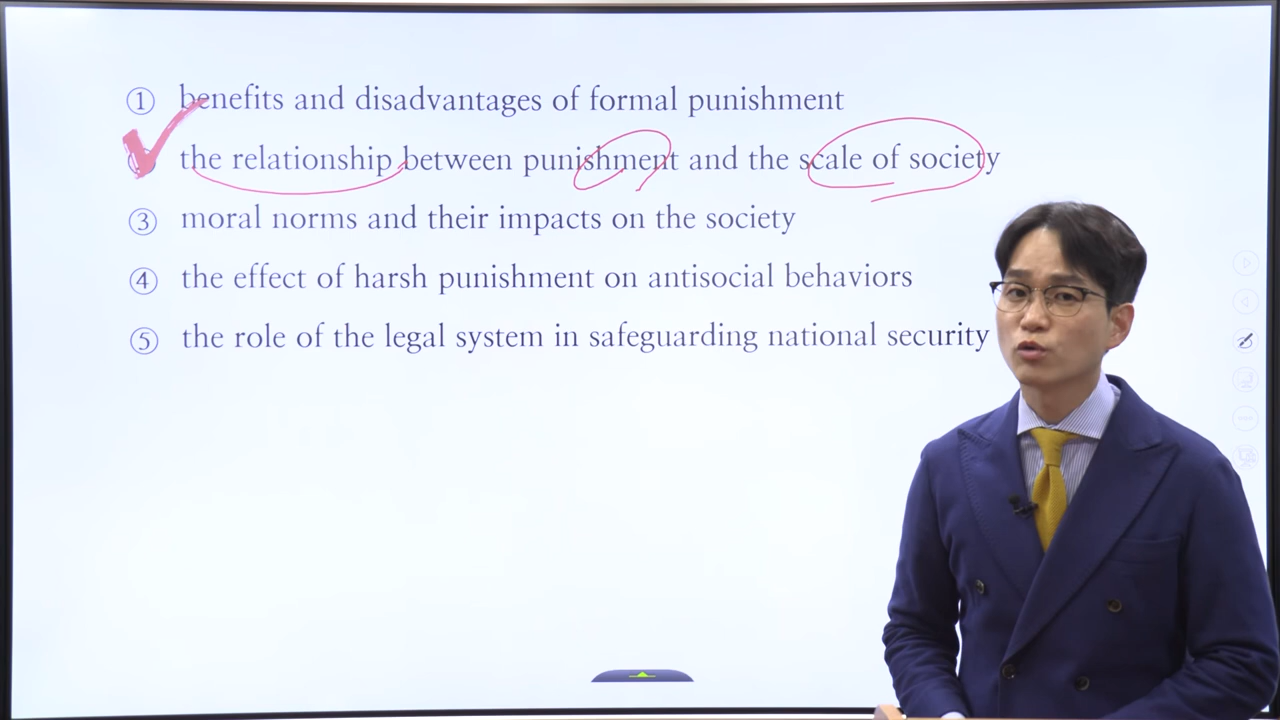 ① benefits and disadvantages of formal punishment
the relationship between punishment and the scale of society
③ moral norms and their impacts on the society
④ the effect of harsh punishment on antisocial behaviors
⑤ the role of the legal system in safeguarding national security